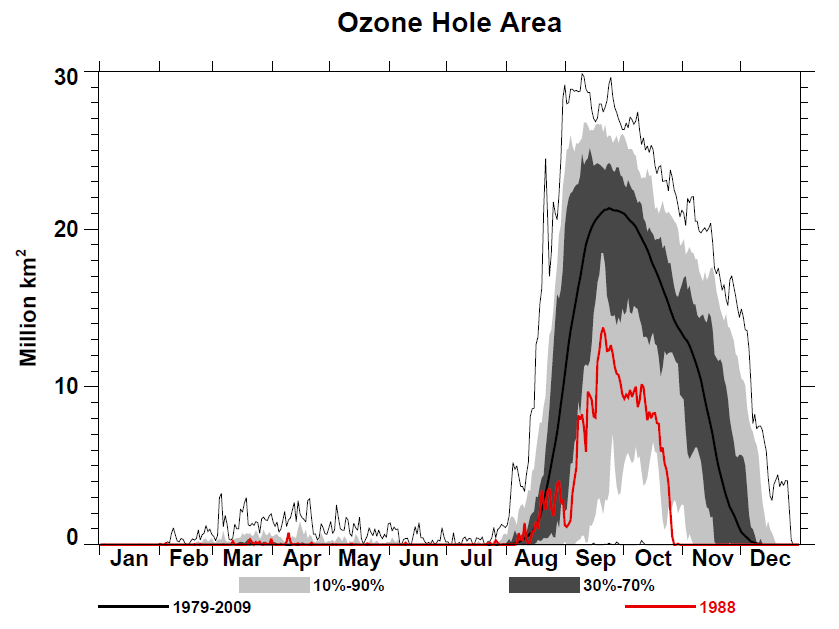 Ozone Hole Area
30
20
10
0
Million km²
Jan Feb Mar Apr May Jun Jul Aug Sep Oct Nov Dec
10%-90% 30%-70%
1979-2009 1988